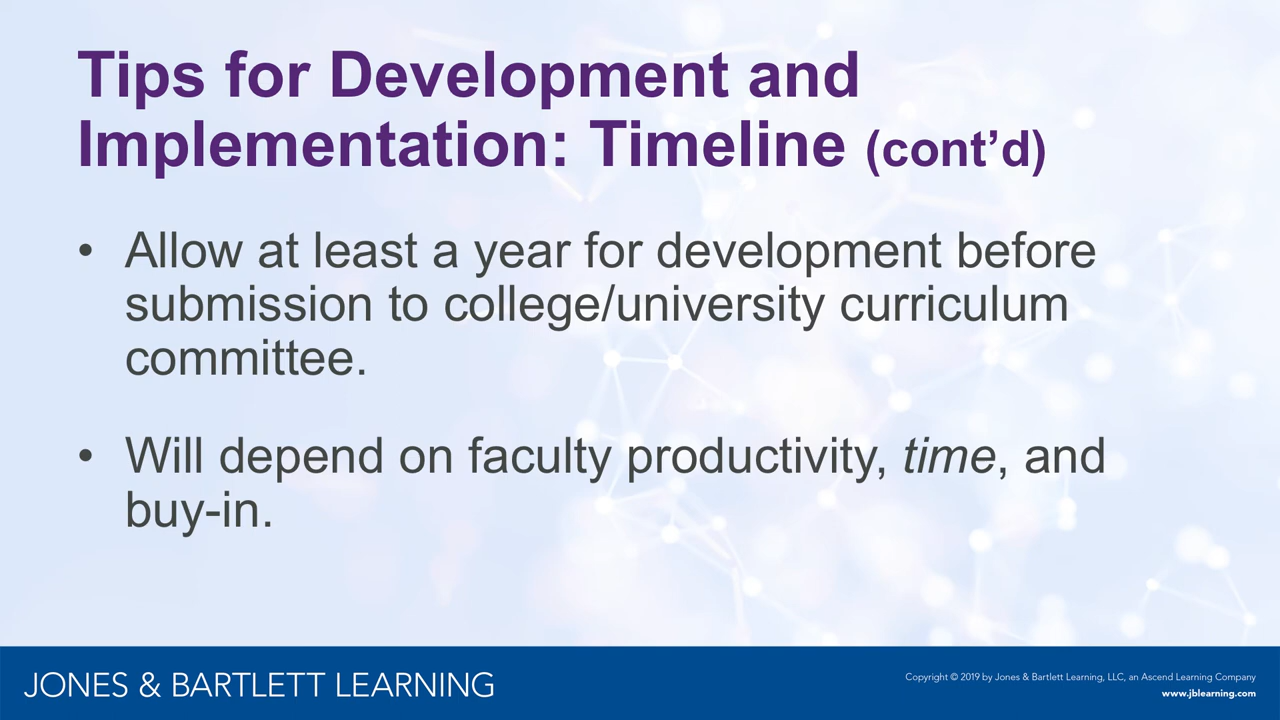 Tips for Development and
Implementation: Timeline (cont’d)
• Allow at least a year for development before
submission to college/university curriculum
committee.
• Will depend on faculty productivity, time, and
buy-in.
JONES & BARTLETT LEARNING
Copyright © 2019 by Jones & Bartlett Learning, LLC, an Ascend Learning Company
www.jblearning.com